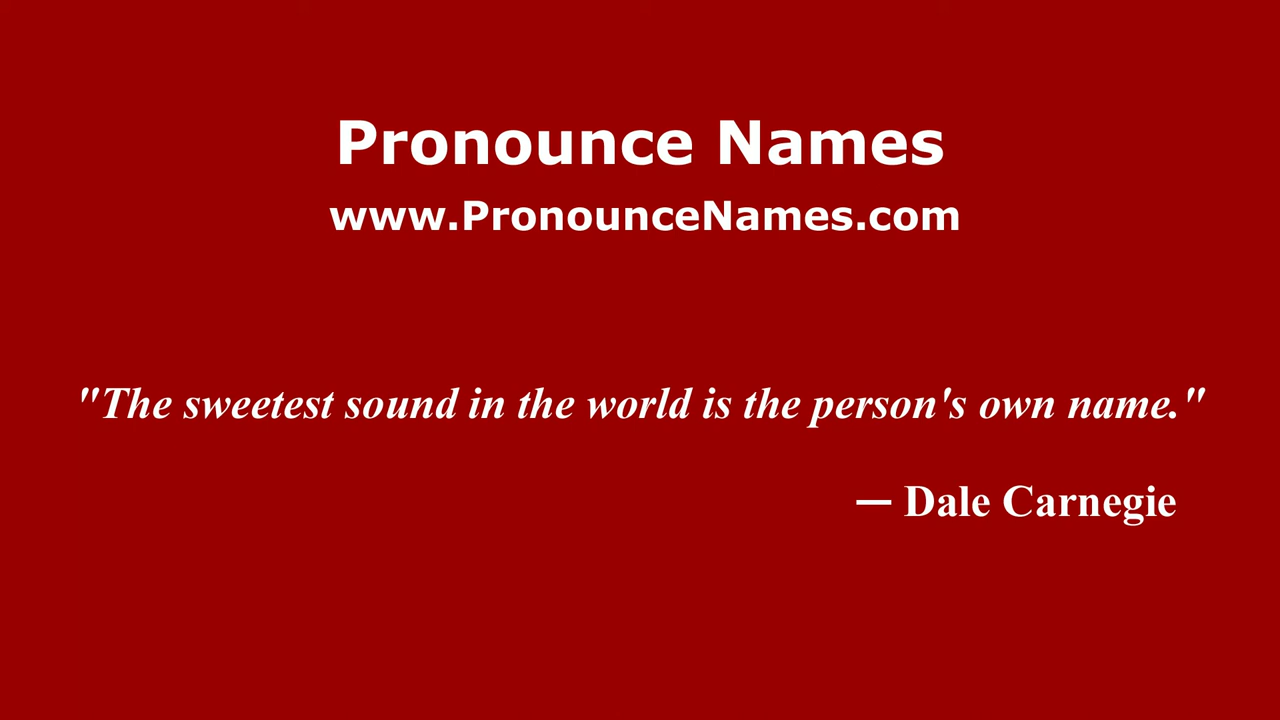 Pronounce Names
www.PronounceNames.com
"The sweetest sound in the world is the person's own name."
— Dale Carnegie